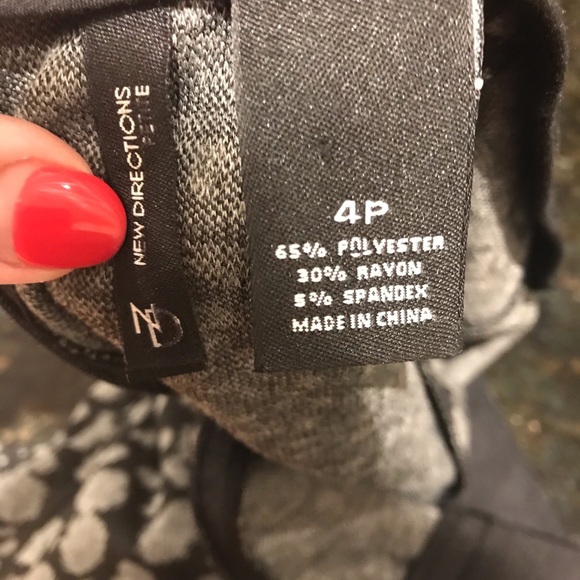 NEW DIRECTIONS
PETITE
ND
4P
65% POLYESTER
30% RAYON
5% SPANDEX
MADE IN CHINA